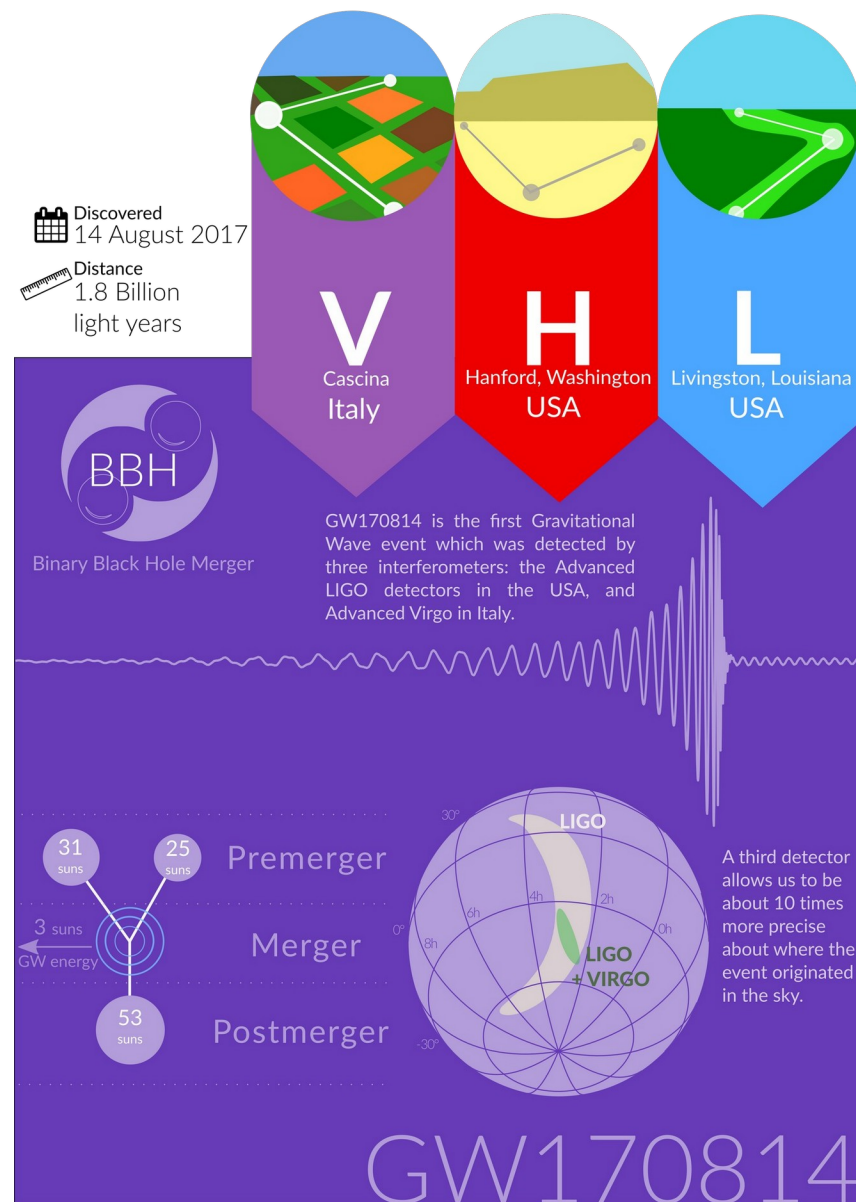 Discovered
14 August 2017
Distance
1.8 Billion
light years
V
Cascina
Italy
H
Hanford, Washington
USA
L
Livingston, Louisiana
USA
BBH
Binary Black Hole Merger
GW170814 is the first Gravitational
Wave event which was detected by
three interferometers: the Advanced
LIGO detectors in the USA, and
Advanced Virgo in Italy.
31
suns
25
suns
Premerger
3 suns
GW energy
Merger
53
suns
Postmerger
30°
LIGO
4h
2h
6h
0h
0°
8h
LIGO
+ VIRGO
-30°
A third detector
allows us to be
about 10 times
more precise
about where the
event originated
in the sky.
GW170814